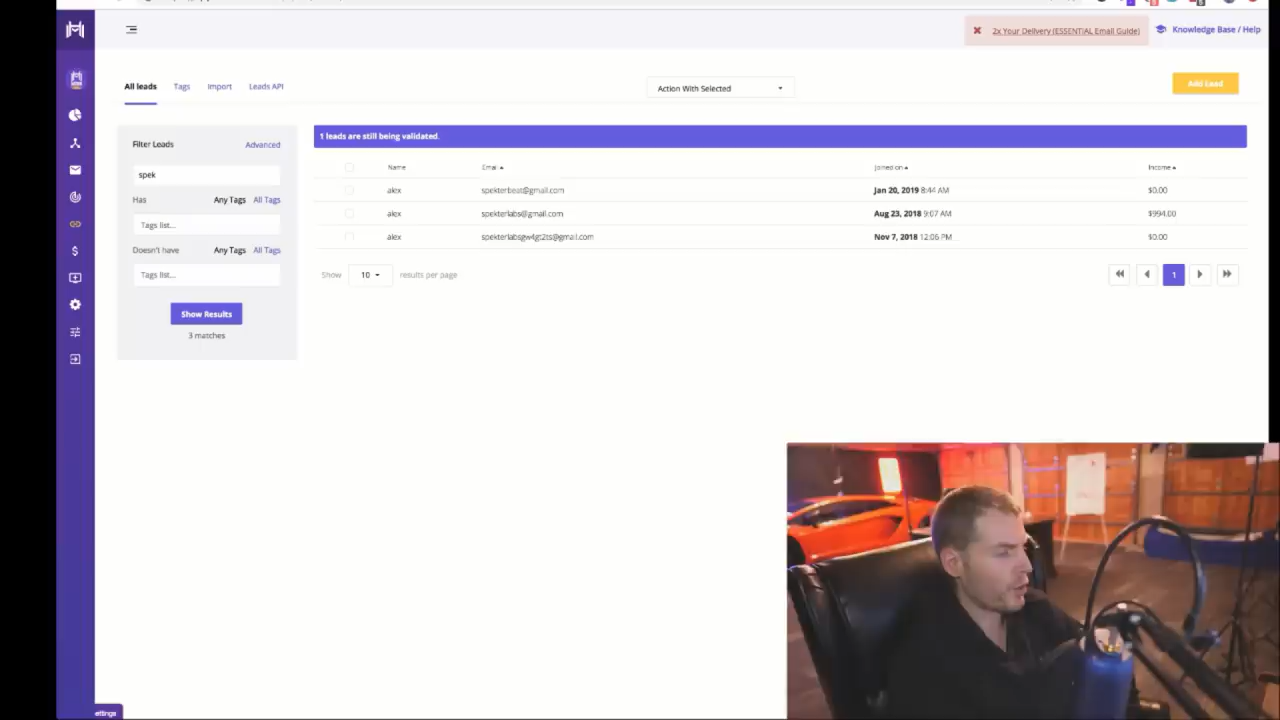 2x Your Delivery (ESSENTIAL Email Guide)
Knowledge Base / Help
All leads Tags Import Leads API
Action With Selected
Add Lead
Filter Leads Advanced
spek
Has Any Tags All Tags
Tags list...
Doesn't have Any Tags All Tags
Tags list...
Show Results
3 matches
1 leads are still being validated.
Name Email Joined on Income
alex spekterbeat@gmail.com Jan 20, 2019 8:44 AM $0.00
alex spekterlabs@gmail.com Aug 23, 2018 9:07 AM $994.00
alex spekterlabsgw4gt2ts@gmail.com Nov 7, 2018 12:06 PM $0.00
Show 10 results per page
1
ettings